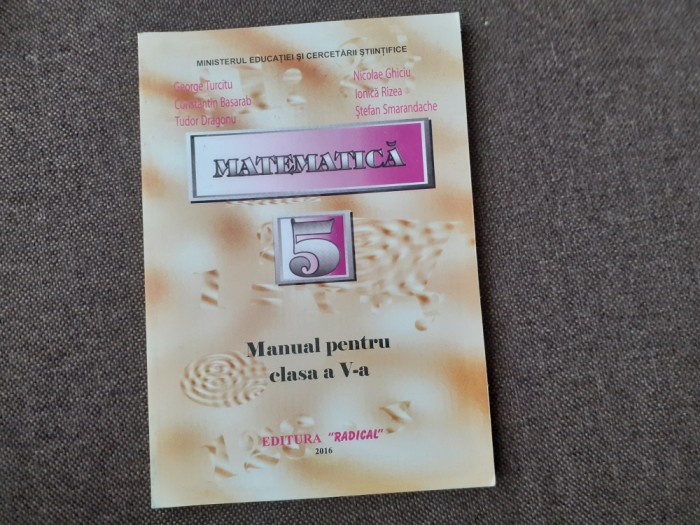 MINISTERUL EDUCAȚIEI ȘI CERCETĂRII ȘTIINȚIFICE
George Turcitu
Constantin Basarab
Tudor Dragonu
Nicolae Ghiciu
Ionica Rizea
Ștefan Smarandache
MATEMATICĂ
5
Manual pentru
clasa a V-a
EDITURA "RADICAL"
2016